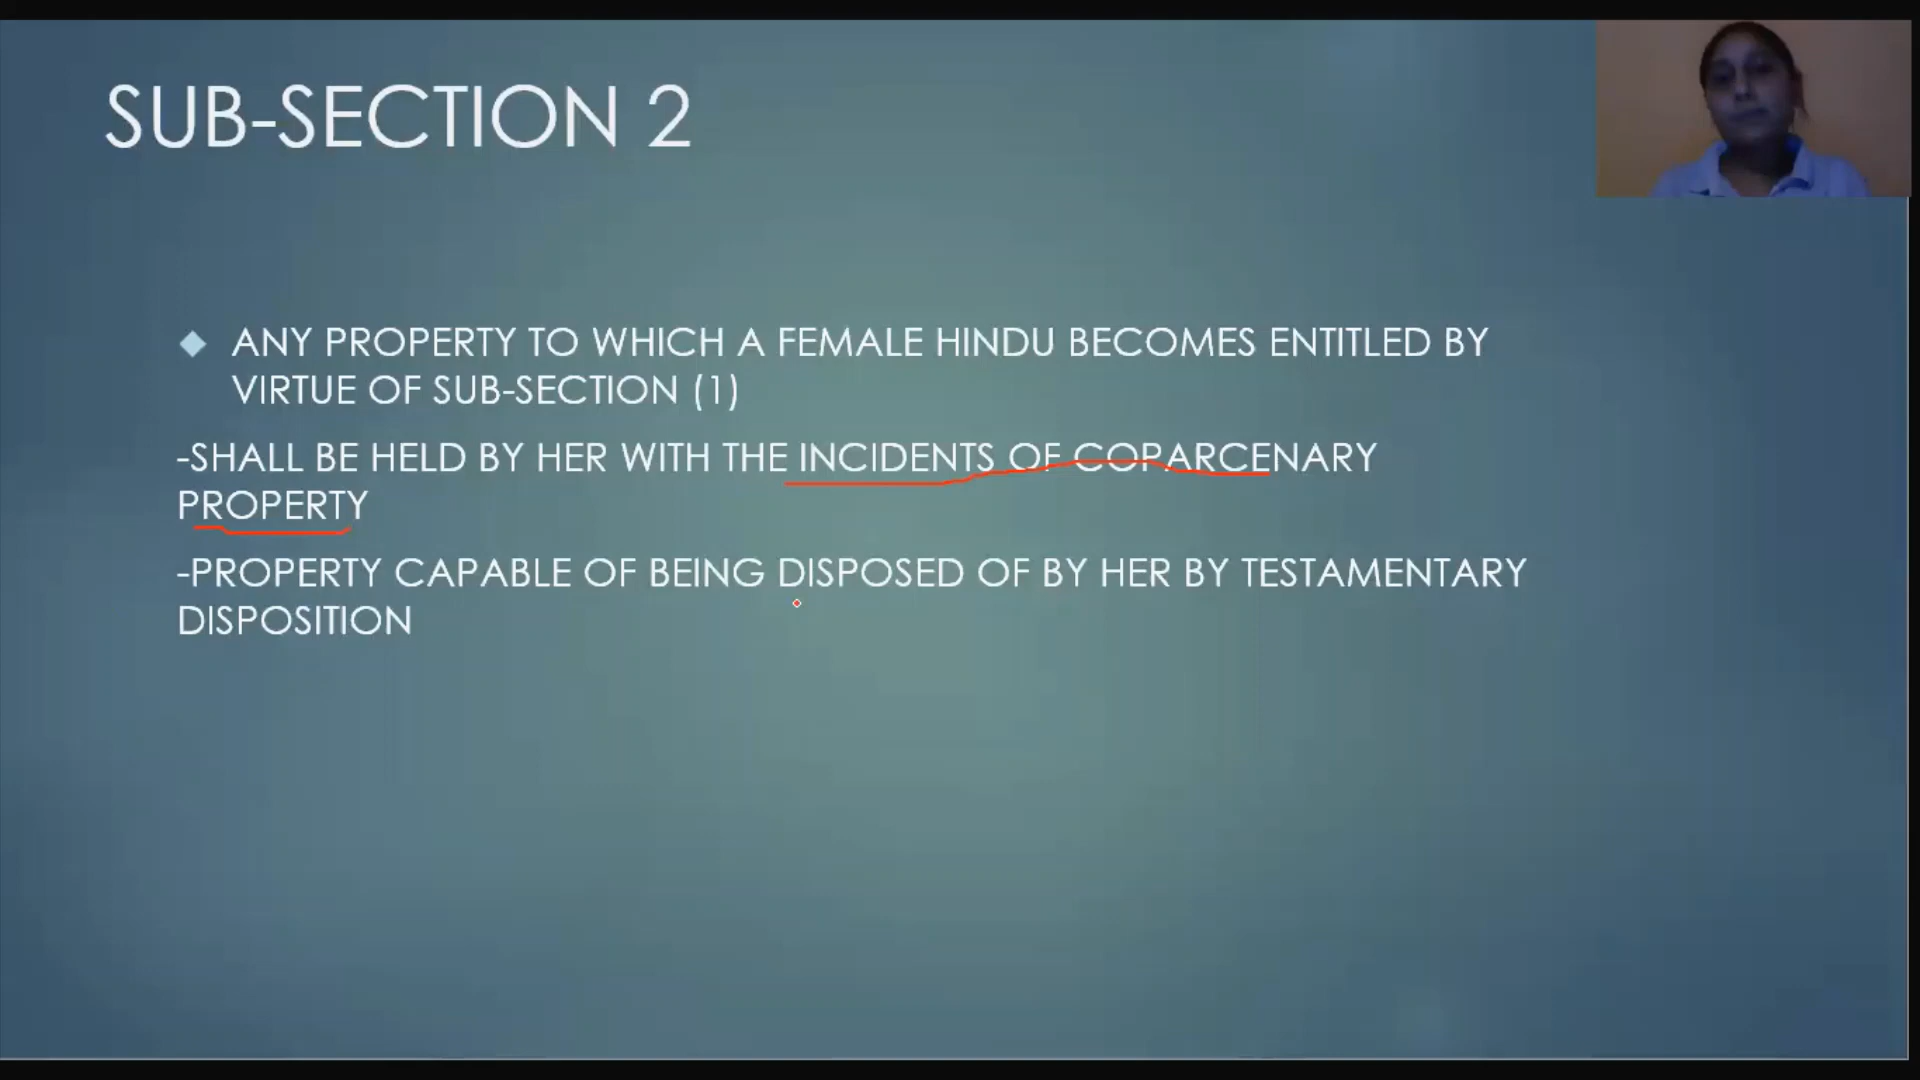 SUB-SECTION 2
ANY PROPERTY TO WHICH A FEMALE HINDU BECOMES ENTITLED BY
VIRTUE OF SUB-SECTION (1)
-SHALL BE HELD BY HER WITH THE INCIDENTS OF COPARCENARY
PROPERTY
-PROPERTY CAPABLE OF BEING DISPOSED OF BY HER BY TESTAMENTARY
DISPOSITION